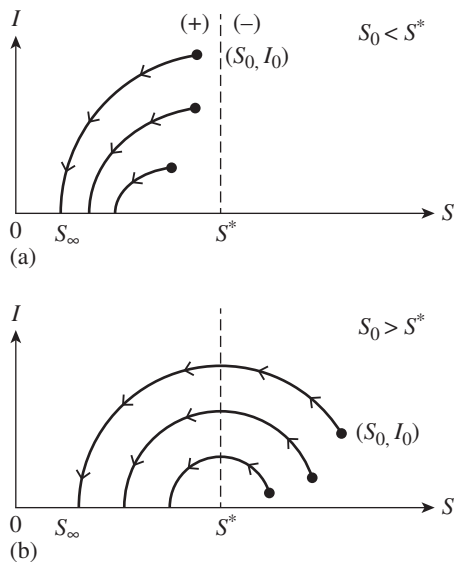 I (+) (–) S₀ < S*
(S₀, I₀)
S
0 S∞ S*
(a)
I S₀ > S*
(S₀, I₀)
S
0 S∞ S*
(b)